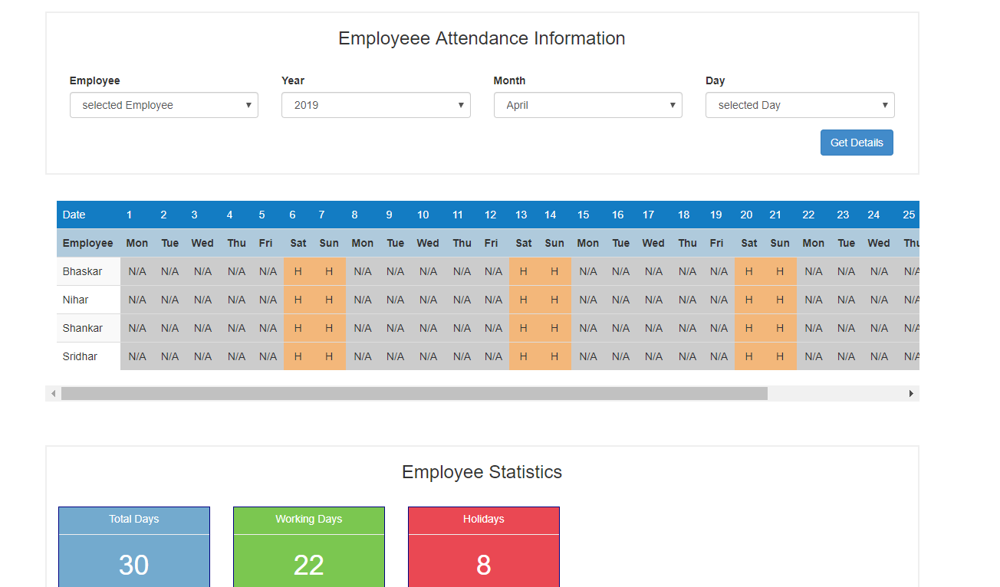 Employeee Attendance Information
Employee Year Month Day
selected Employee 2019 April selected Day
Get Details
Date 1 2 3 4 5 6 7 8 9 10 11 12 13 14 15 16 17 18 19 20 21 22 23 24 25
Employee Mon Tue Wed Thu Fri Sat Sun Mon Tue Wed Thu Fri Sat Sun Mon Tue Wed Thu Fri Sat Sun Mon Tue Wed Thu
Bhaskar N/A N/A N/A N/A N/A H H N/A N/A N/A N/A N/A H H N/A N/A N/A N/A N/A H H N/A N/A N/A N/A
Nihar N/A N/A N/A N/A N/A H H N/A N/A N/A N/A N/A H H N/A N/A N/A N/A N/A H H N/A N/A N/A N/A
Shankar N/A N/A N/A N/A N/A H H N/A N/A N/A N/A N/A H H N/A N/A N/A N/A N/A H H N/A N/A N/A N/A
Sridhar N/A N/A N/A N/A N/A H H N/A N/A N/A N/A N/A H H N/A N/A N/A N/A N/A H H N/A N/A N/A N/A
Employee Statistics
Total Days Working Days Holidays
30 22 8